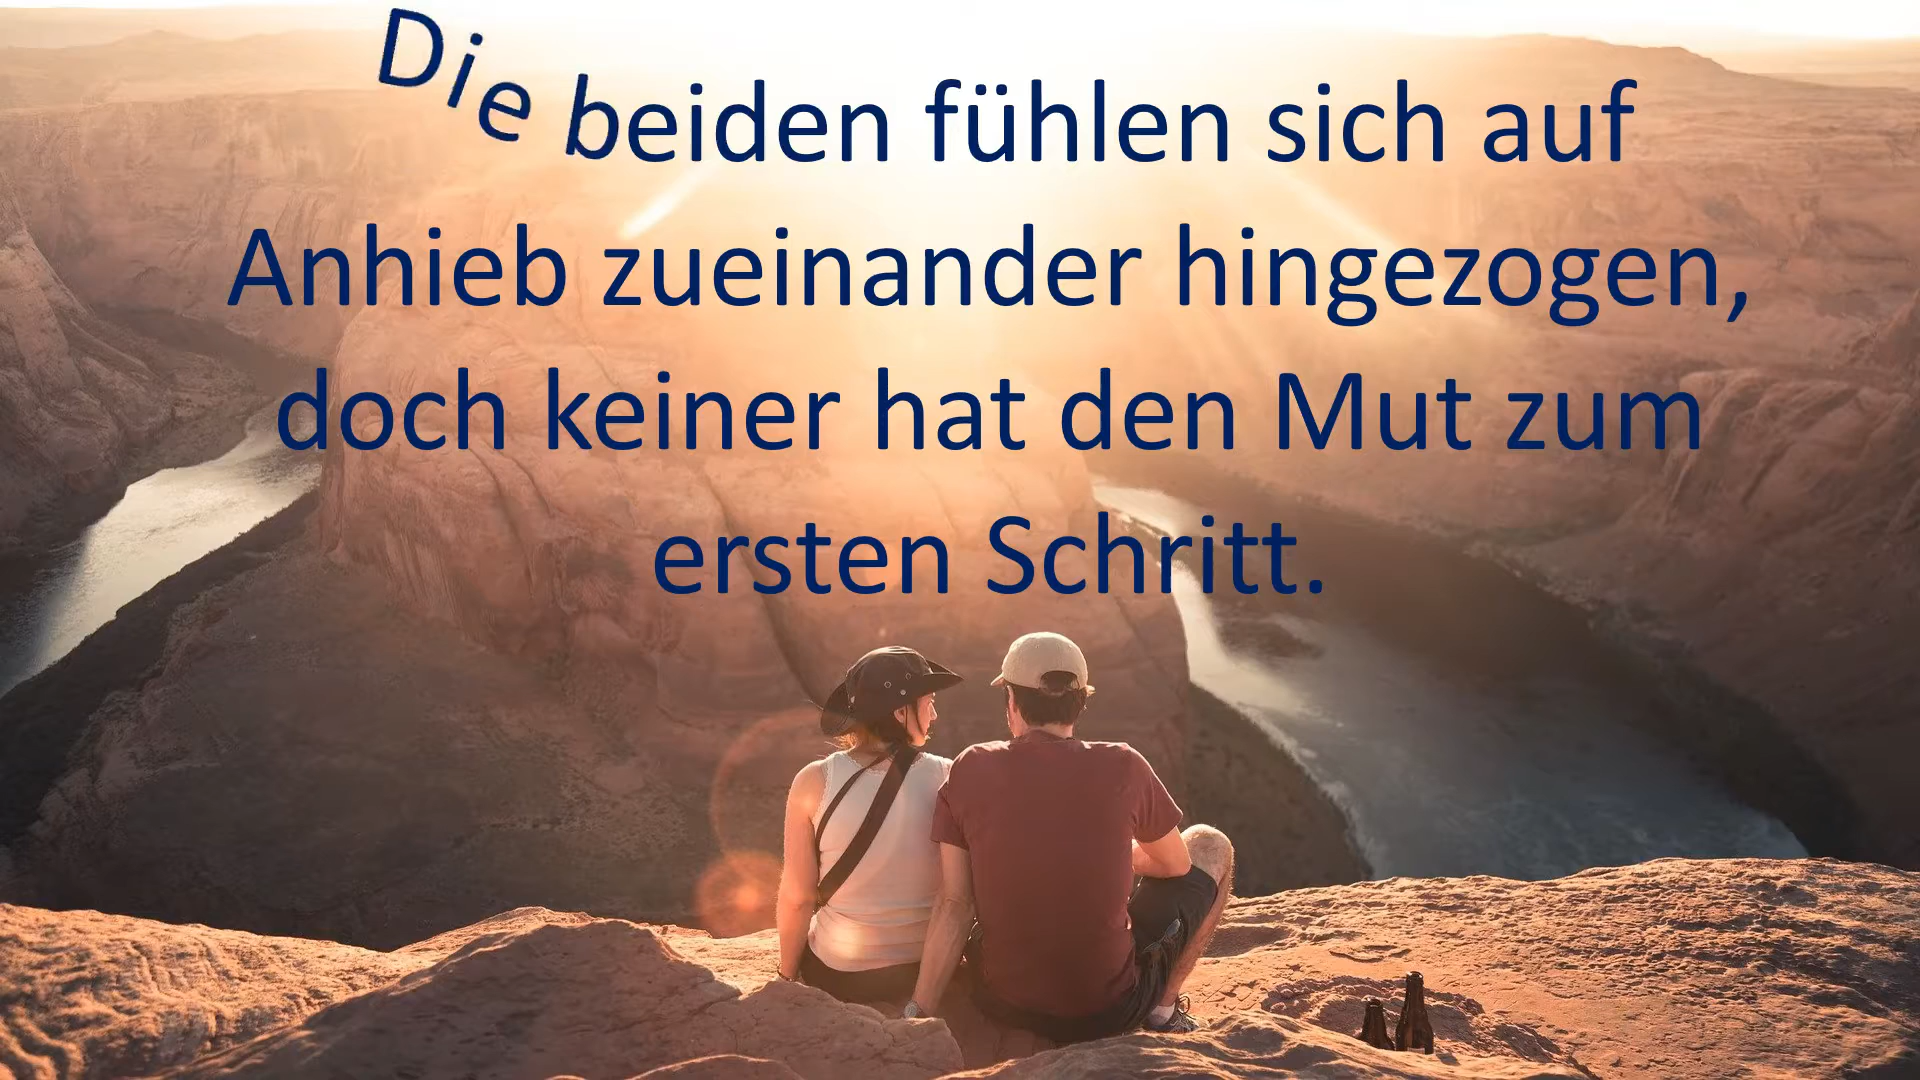 Die beiden fühlen sich auf
Anhieb zueinander hingezogen,
doch keiner hat den Mut zum
ersten Schritt.